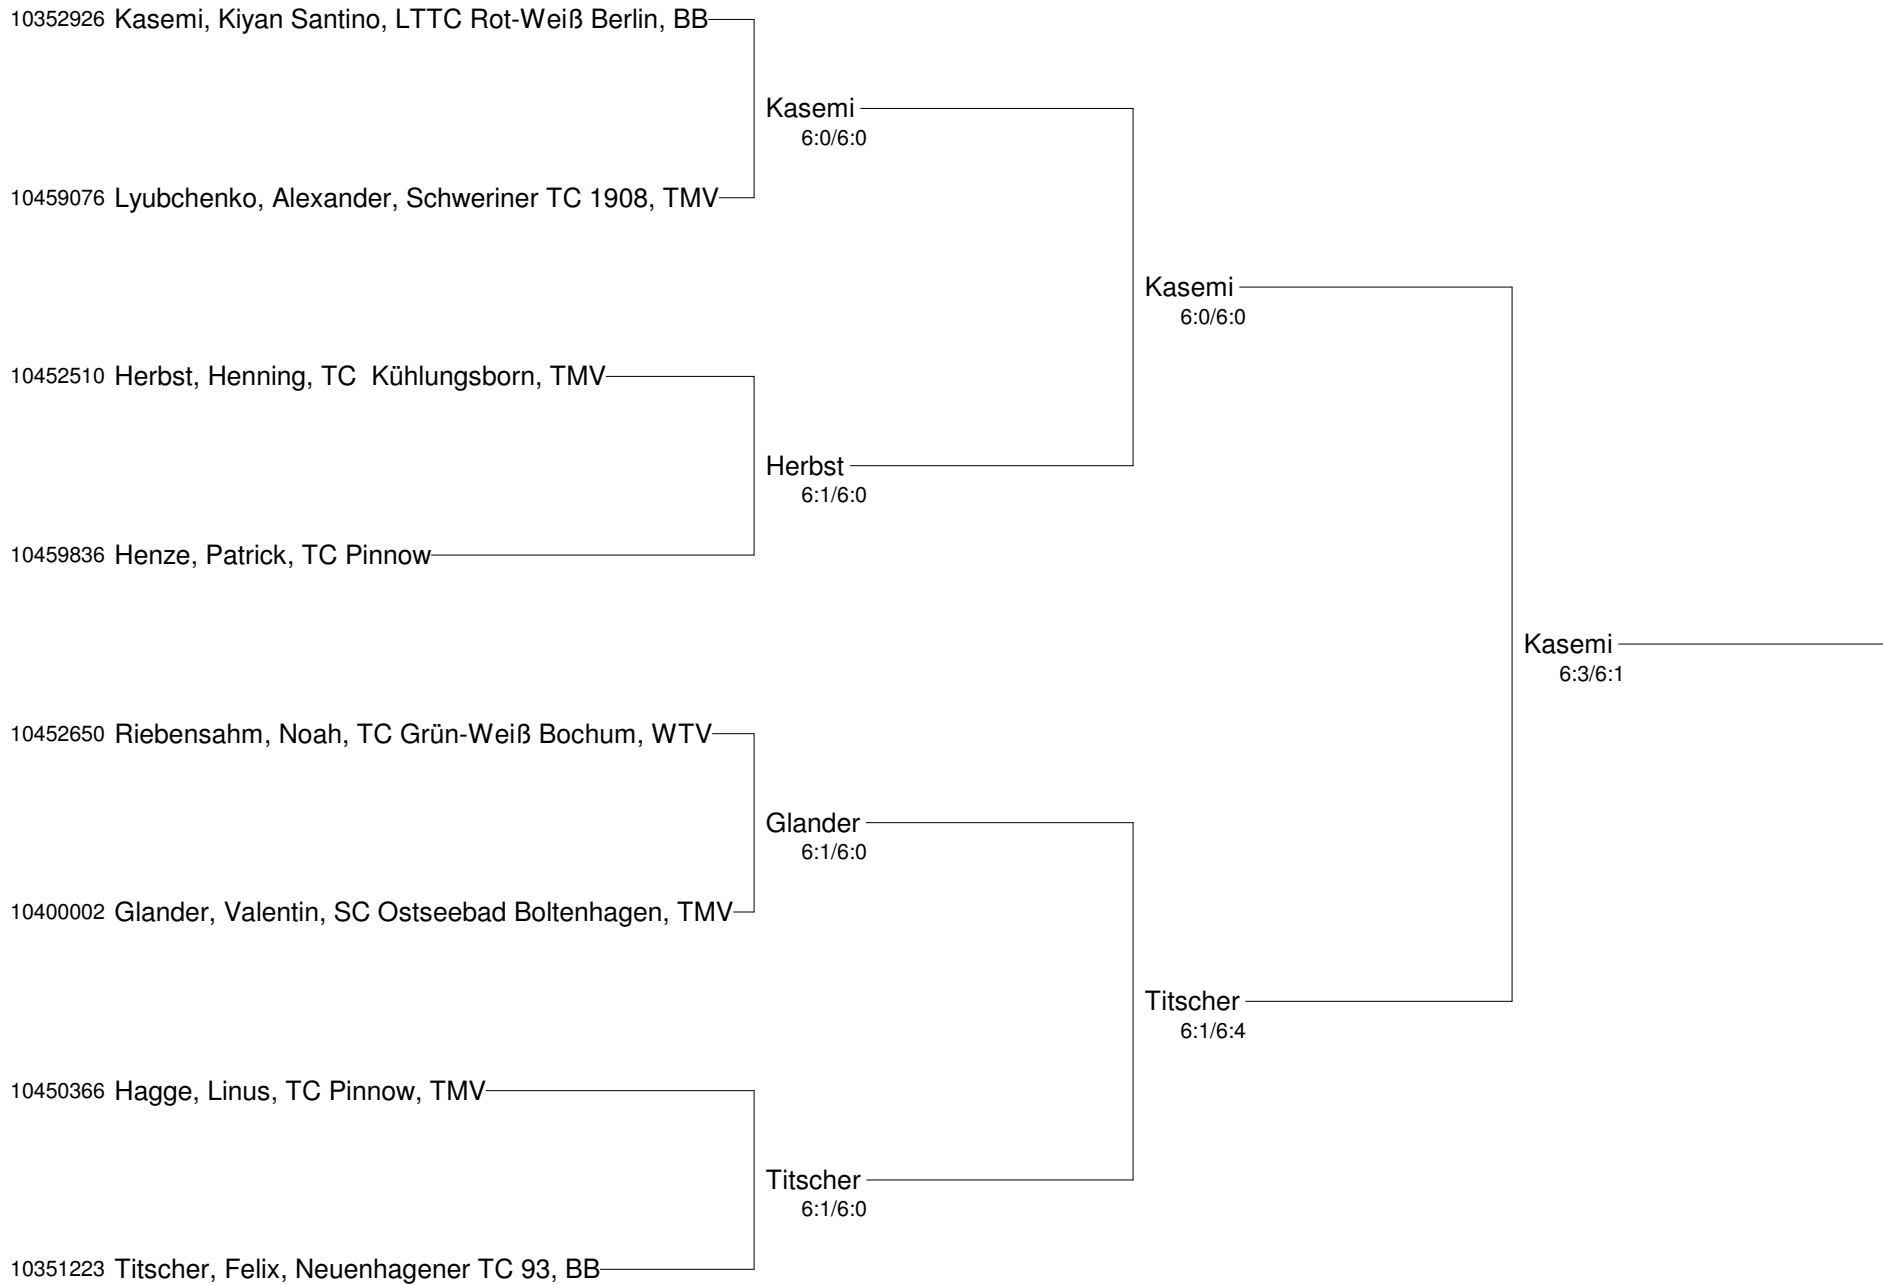 10352926 Kasemi, Kiyan Santino, LTTC Rot-Weiß Berlin, BB
Kasemi
6:0/6:0
10459076 Lyubchenko, Alexander, Schweriner TC 1908, TMV
Kasemi
6:0/6:0
10452510 Herbst, Henning, TC  Kühlungsborn, TMV
Herbst
6:1/6:0
10459836 Henze, Patrick, TC Pinnow
Kasemi
6:3/6:1
10452650 Riebensahm, Noah, TC Grün-Weiß Bochum, WTV
Glander
6:1/6:0
10400002 Glander, Valentin, SC Ostseebad Boltenhagen, TMV
Titscher
6:1/6:4
10450366 Hagge, Linus, TC Pinnow, TMV
Titscher
6:1/6:0
10351223 Titscher, Felix, Neuenhagener TC 93, BB